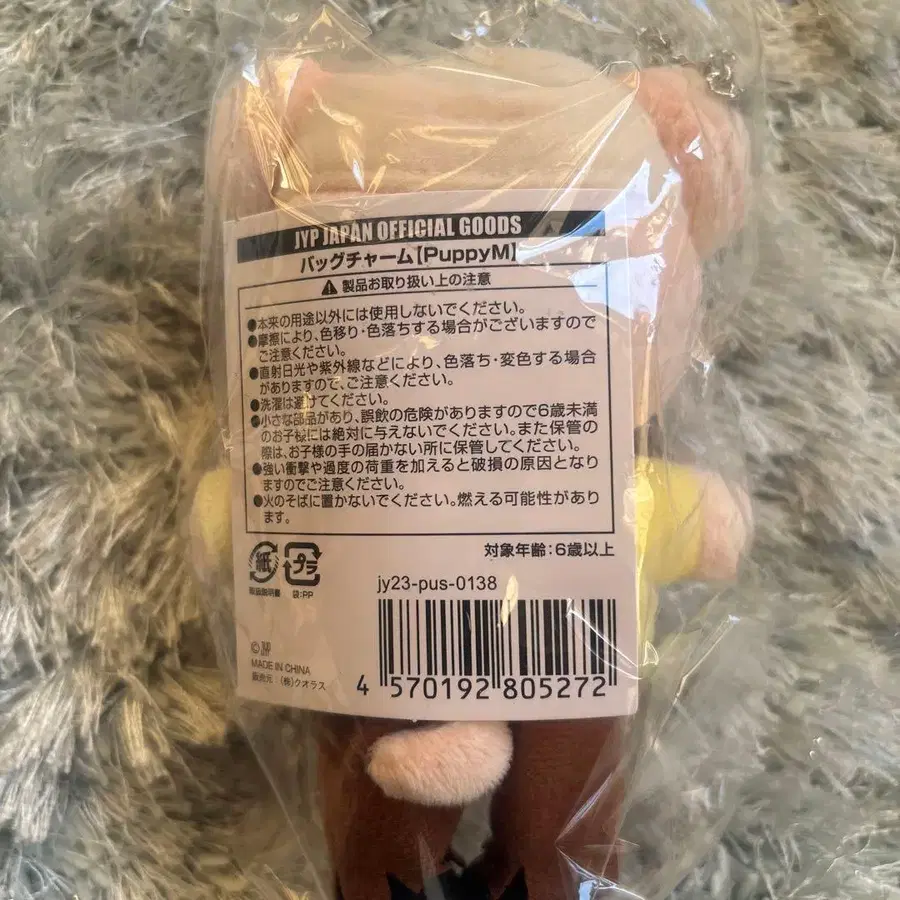 JYP JAPAN OFFICIAL GOODS
バッグチャーム【PuppyM】
製品お取り扱い上の注意
●本来の用途以外には使用しないでください。
●摩擦により、色移り・色落ちする場合がございますので
ご注意ください。
●直射日光や紫外線などにより、色落ち・変色する場合
がありますので、ご注意ください。
●洗濯は避けてください。
●小さな部品があり、誤飲の危険がありますので6歳未満
のお子様には絶対に与えないでください。また保管の
際は、お子様の手の届かない所に保管してください。
●強い衝撃や過度の荷重を加えると破損の原因となり
ますのでご注意ください。
●火のそばに置かないでください。燃える可能性があり
ます。
対象年齢:6歳以上
紙 プラ
製品説明書 袋:PP
jy23-pus-0138
©JYP
MADE IN CHINA
販売元:(株)クオラス
4 570192 805272